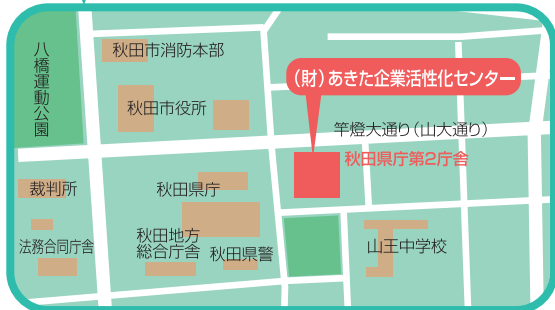 八橋運動公園
秋田市消防本部
(財)あきた企業活性化センター
秋田市役所
竿燈大通り(山大通り)
秋田県庁第2庁舎
裁判所
秋田県庁
法務合同庁舎
秋田地方
総合庁舎
秋田県警
山王中学校